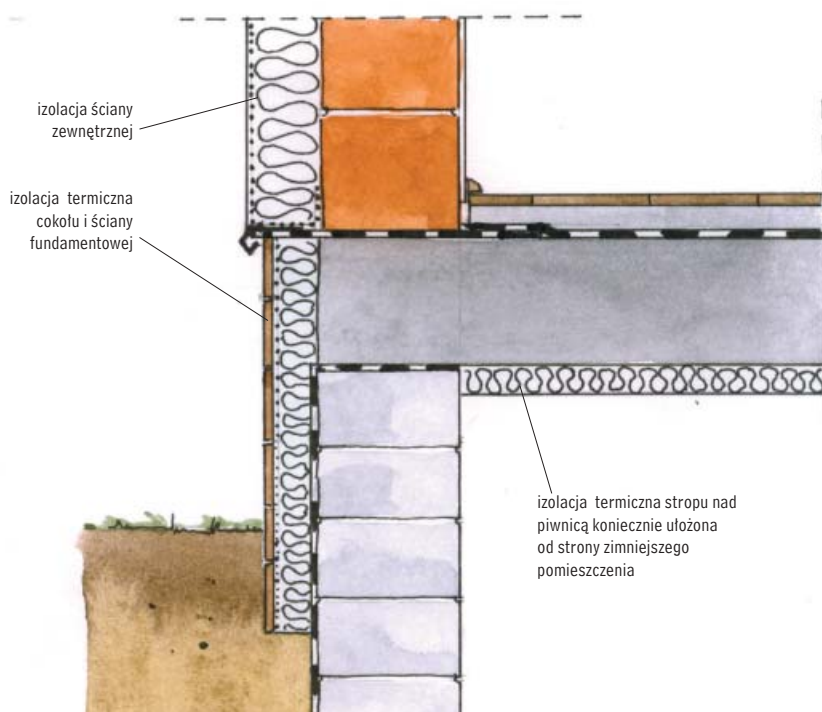 izolacja ściany
zewnętrznej
izolacja termiczna
cokołu i ściany
fundamentowej
izolacja termiczna stropu nad
piwnicą koniecznie ułożona
od strony zimniejszego
pomieszczenia